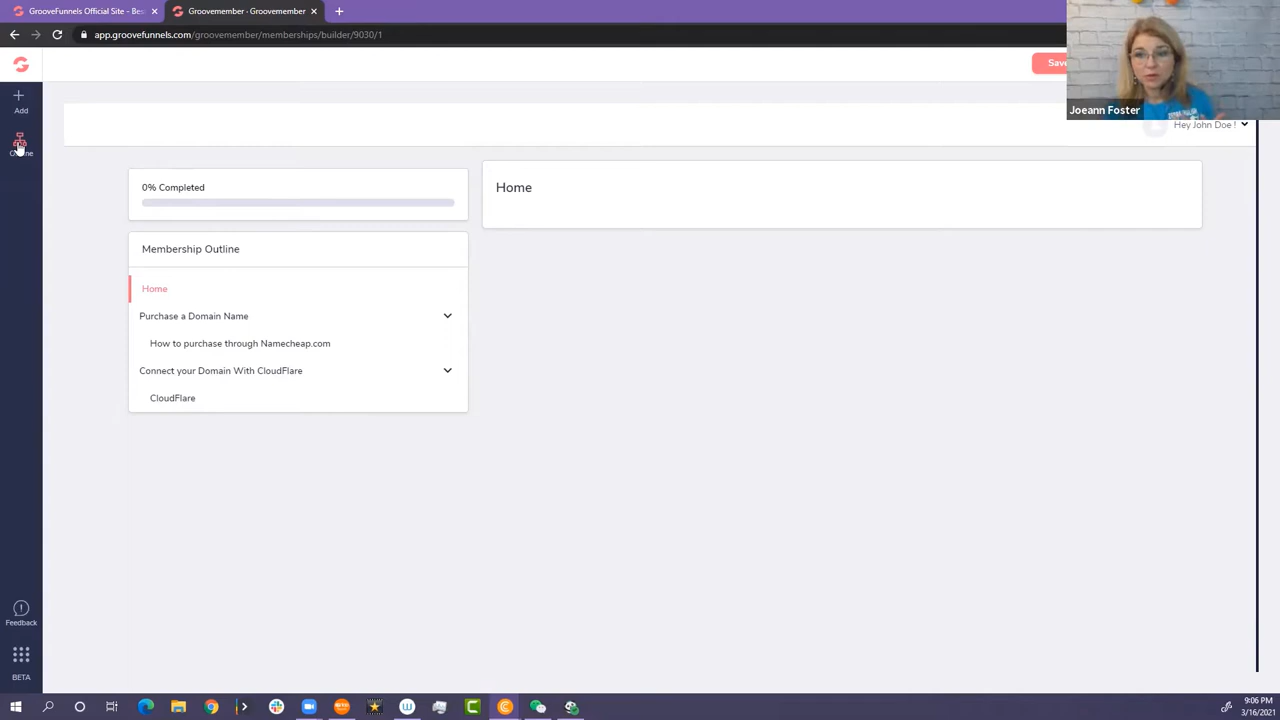 GrooveFunnels Official Site - Bes
Groovemember - Groovemember
app.groovefunnels.com/groovemember/memberships/builder/9030/1
Save
Joeann Foster
Hey John Doe !
Add
0% Completed
Home
Membership Outline
Home
Purchase a Domain Name
How to purchase through Namecheap.com
Connect your Domain With CloudFlare
CloudFlare
Feedback
BETA
9:06 PM
3/16/2021